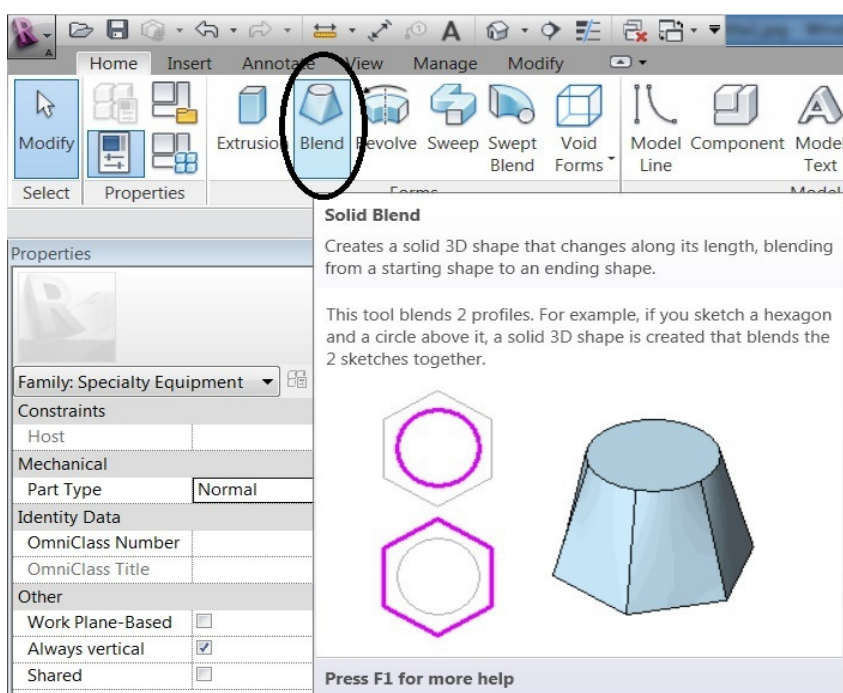 Home Insert Annotate View Manage Modify
Modify Extrusion Blend Revolve Sweep Swept Blend Void Forms Model Line Component Model Text
Select Properties Forms Model
Solid Blend
Creates a solid 3D shape that changes along its length, blending
from a starting shape to an ending shape.
This tool blends 2 profiles. For example, if you sketch a hexagon
and a circle above it, a solid 3D shape is created that blends the
2 sketches together.
Press F1 for more help
Properties
Family: Specialty Equipment
Constraints
Host
Mechanical
Part Type Normal
Identity Data
OmniClass Number
OmniClass Title
Other
Work Plane-Based
Always vertical
Shared